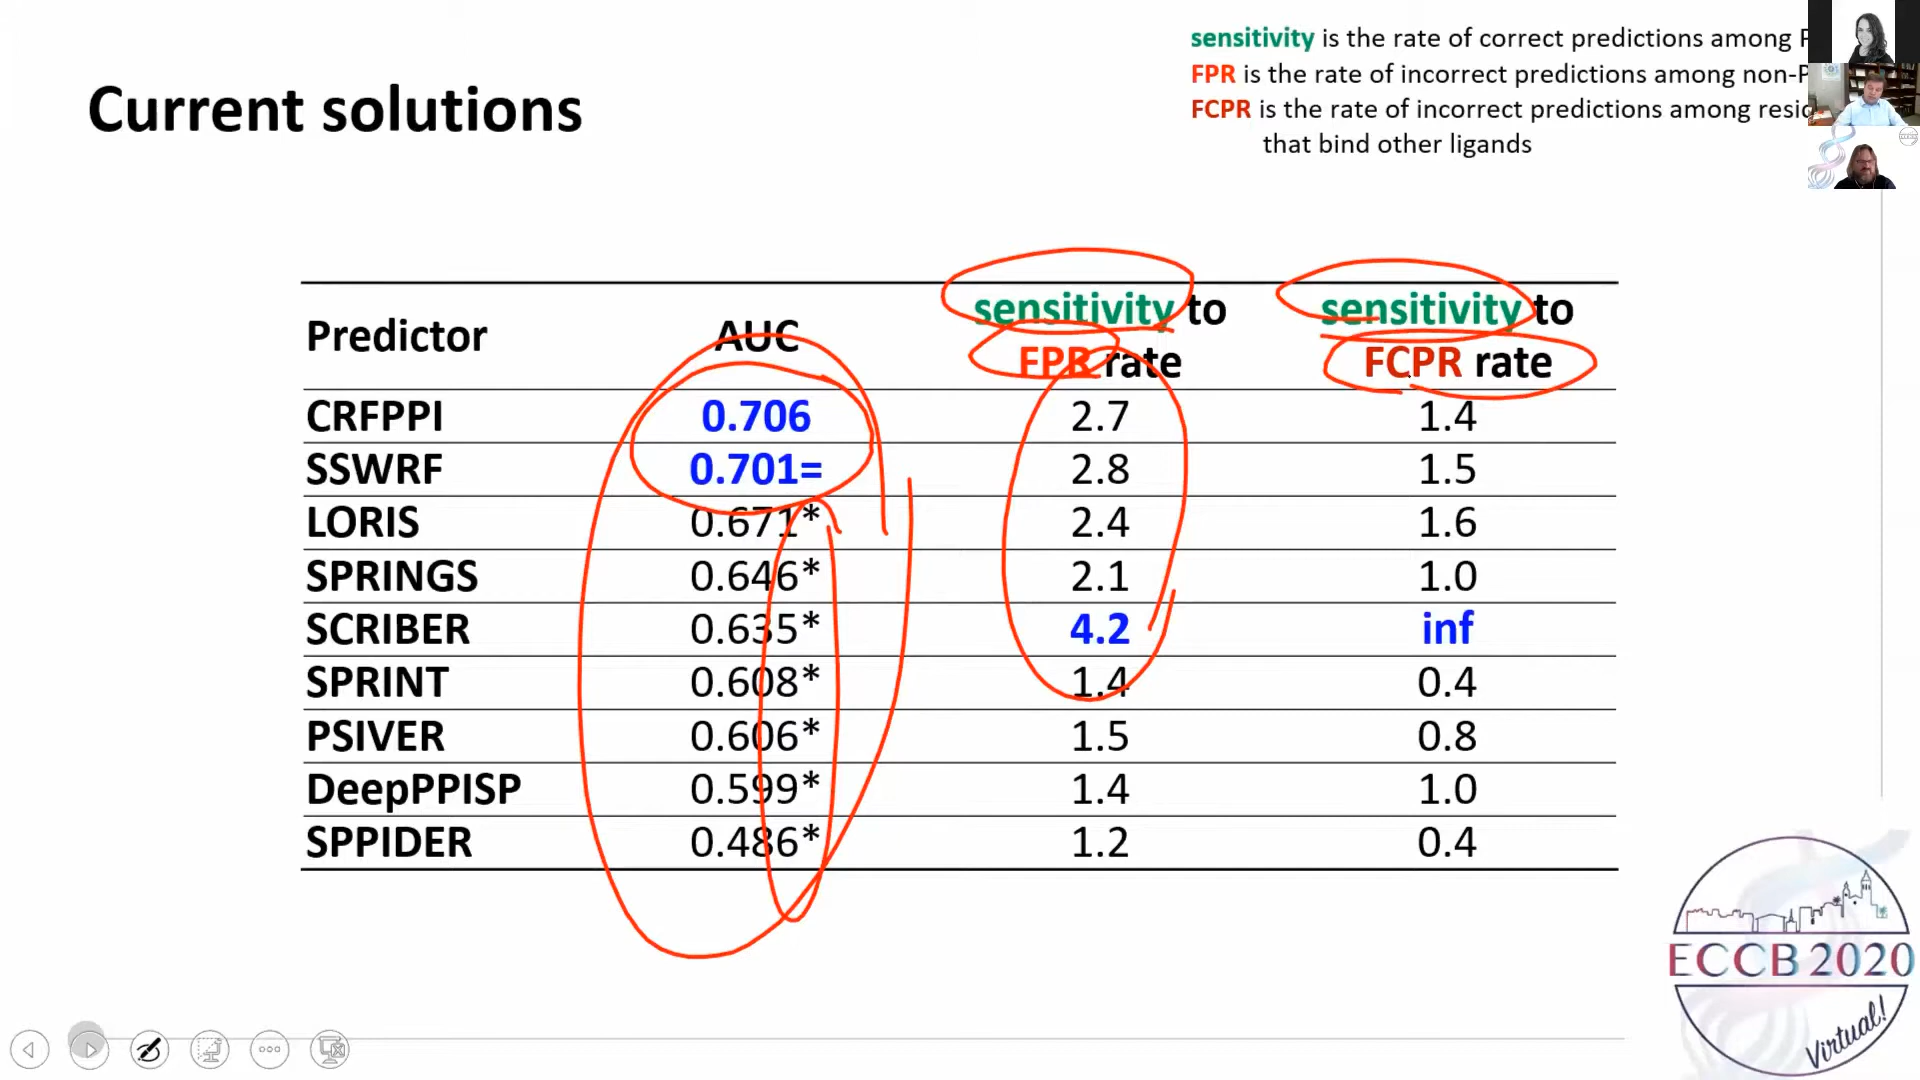 sensitivity is the rate of correct predictions among
FPR is the rate of incorrect predictions among non-P
FCPR is the rate of incorrect predictions among resid
that bind other ligands
Current solutions
Predictor AUC sensitivity to FPR rate sensitivity to FCPR rate
CRFPPI 0.706 2.7 1.4
SSWRF 0.701= 2.8 1.5
LORIS 0.671* 2.4 1.6
SPRINGS 0.646* 2.1 1.0
SCRIBER 0.635* 4.2 inf
SPRINT 0.608* 1.4 0.4
PSIVER 0.606* 1.5 0.8
DeepPPISP 0.599* 1.4 1.0
SPPIDER 0.486* 1.2 0.4
ECCB 2020
Virtual!